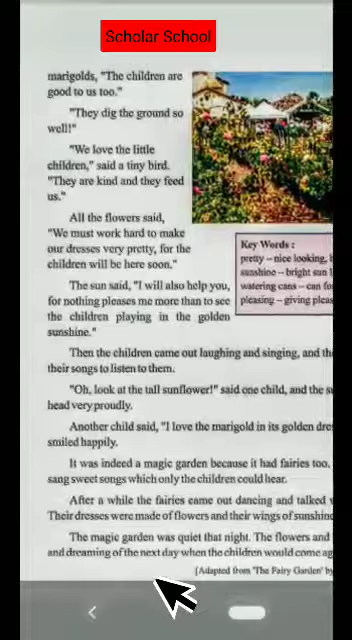 Scholar School
marigolds, "The children are
good to us too."
"They dig the ground so
well!"
"We love the little
children," said a tiny bird.
"They are kind and they feed
us."
All the flowers said,
"We must work hard to make
our dresses very pretty, for the
children will be here soon."
The sun said, "I will also help you,
for nothing pleases me more than to see
the children playing in the golden
sunshine."
Key Words :
pretty – nice looking,
sunshine – bright sun
watering cans – can
pleasing – giving
Then the children came out laughing and singing, and
their songs to listen to them.
"Oh, look at the tall sunflower!" said one child, and the
head very proudly.
Another child said, "I love the marigold in its golden
smiled happily.
It was indeed a magic garden because it had fairies too.
sang sweet songs which only the children could hear.
After a while the fairies came out dancing and talked
Their dresses were made of flowers and their wings of sunshine
The magic garden was quiet that night. The flowers and
and dreaming of the next day when the children would come
(Adapted from 'The Fairy Garden' by